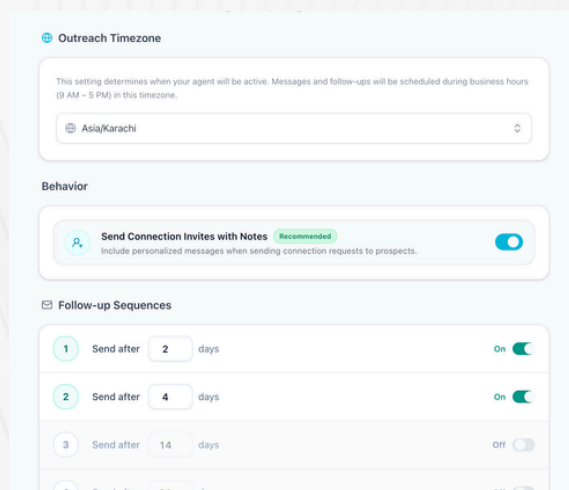 Outreach Timezone
This setting determines when your agent will be active. Messages and follow-ups will be scheduled during business hours
(9 AM – 5 PM) in this timezone.
Asia/Karachi
Behavior
Send Connection Invites with Notes Recommended
Include personalized messages when sending connection requests to prospects.
Follow-up Sequences
1 Send after 2 days On
2 Send after 4 days On
3 Send after 14 days Off